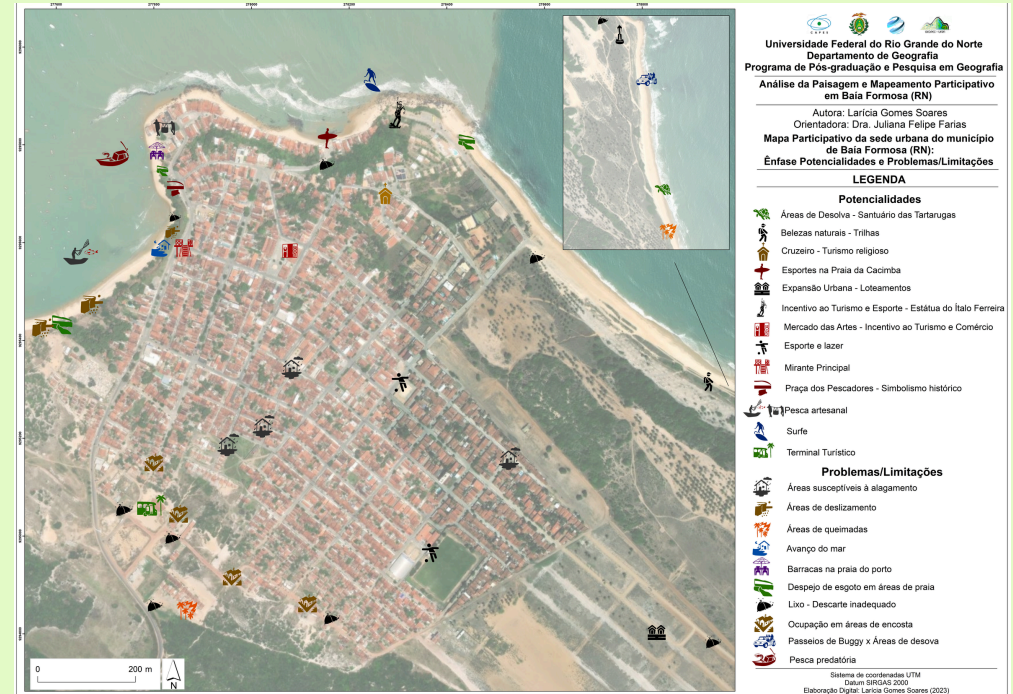 CAPES
Universidade Federal do Rio Grande do Norte
Departamento de Geografia
Programa de Pós-graduação e Pesquisa em Geografia
Análise da Paisagem e Mapeamento Participativo
em Baía Formosa (RN)
Autora: Larícia Gomes Soares
Orientadora: Dra. Juliana Felipe Farias
Mapa Participativo da sede urbana do município
de Baía Formosa (RN):
Ênfase Potencialidades e Problemas/Limitações
LEGENDA
Potencialidades
Áreas de Desolva - Santuário das Tartarugas
Belezas naturais - Trilhas
Cruzeiro - Turismo religioso
Esportes na Praia da Cacimba
Expansão Urbana - Loteamentos
Incentivo ao Turismo e Esporte - Estátua do Ítalo Ferreira
Mercado das Artes - Incentivo ao Turismo e Comércio
Esporte e lazer
Mirante Principal
Praça dos Pescadores - Simbolismo histórico
Pesca artesanal
Surfe
Terminal Turístico
Problemas/Limitações
Áreas susceptíveis à alagamento
Áreas de deslizamento
Áreas de queimadas
Avanço do mar
Barracas na praia do porto
Despejo de esgoto em áreas de praia
Lixo - Descarte inadequado
Ocupação em áreas de encosta
Passeios de Buggy x Áreas de desova
Pesca predatória
Sistema de coordenadas UTM
Datum SIRGAS 2000
Elaboração Digital: Larícia Gomes Soares (2023)
0 200 m
N